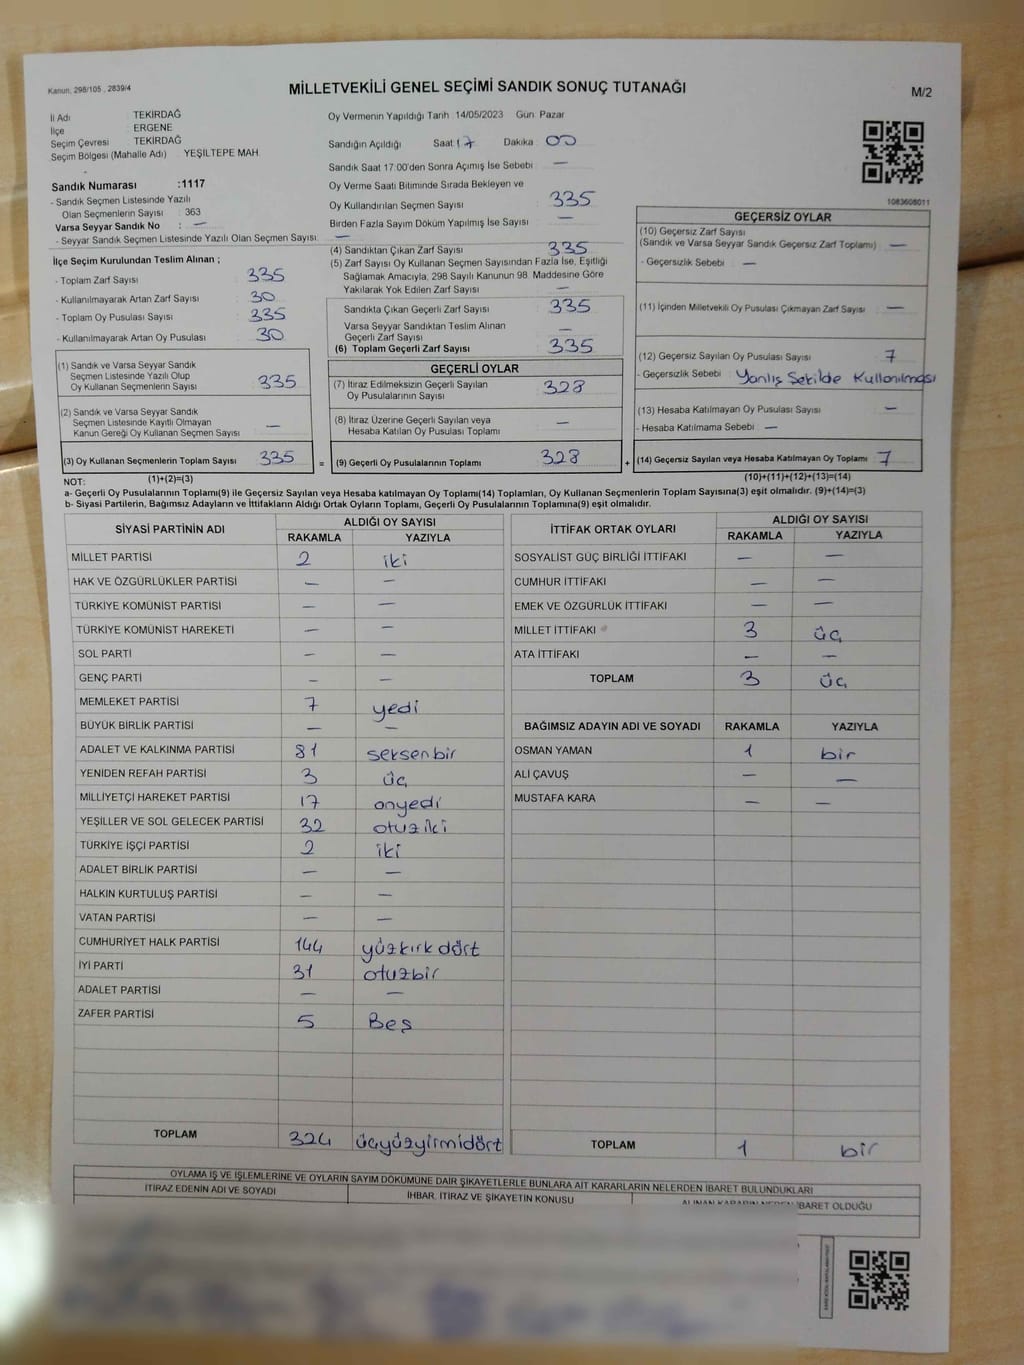 Kanun, 298/105 , 2839/4
MİLLETVEKİLİ GENEL SEÇİMİ SANDIK SONUÇ TUTANAĞI
M/2
İl Adı : TEKİRDAĞ
İlçe : ERGENE
Seçim Çevresi : TEKİRDAĞ
Seçim Bölgesi (Mahalle Adı) : YEŞİLTEPE MAH.
Sandık Numarası :1117
- Sandık Seçmen Listesinde Yazılı
Olan Seçmenlerin Sayısı : 363
Varsa Seyyar Sandık No : —
- Seyyar Sandık Seçmen Listesinde Yazılı Olan Seçmen Sayısı: —
İlçe Seçim Kurulundan Teslim Alınan ;
- Toplam Zarf Sayısı : 335
- Kullanılmayarak Artan Zarf Sayısı : 30
- Toplam Oy Pusulası Sayısı : 335
- Kullanılmayarak Artan Oy Pusulası : 30
(1) Sandık ve Varsa Seyyar Sandık
Seçmen Listesinde Yazılı Olup
Oy Kullanan Seçmenlerin Sayısı : 335
(2) Sandık ve Varsa Seyyar Sandık
Seçmen Listesinde Kayıtlı Olmayan
Kanun Gereği Oy Kullanan Seçmen Sayısı : —
(3) Oy Kullanan Seçmenlerin Toplam Sayısı : 335
Oy Vermenin Yapıldığı Tarih : 14/05/2023 Gün: Pazar
Sandığın Açıldığı Saat: 17 Dakika: 00
Sandık Saat 17:00'den Sonra Açımış İse Sebebi : —
Oy Verme Saati Bitiminde Sırada Bekleyen ve
Oy Kullandırılan Seçmen Sayısı : 335
Birden Fazla Sayım Döküm Yapılmış İse Sayısı : —
(4) Sandıktan Çıkan Zarf Sayısı : 335
(5) Zarf Sayısı Oy Kullanan Seçmen Sayısından Fazla İse, Eşitliği
Sağlamak Amacıyla, 298 Sayılı Kanunun 98. Maddesine Göre
Yakılarak Yok Edilen Zarf Sayısı : —
Sandıkta Çıkan Geçerli Zarf Sayısı : 335
Varsa Seyyar Sandıktan Teslim Alınan
Geçerli Zarf Sayısı : —
(6) Toplam Geçerli Zarf Sayısı : 335
GEÇERLİ OYLAR
(7) İtiraz Edilmeksizin Geçerli Sayılan
Oy Pusulalarının Sayısı : 328
(8) İtiraz Üzerine Geçerli Sayılan veya
Hesaba Katılan Oy Pusulası Toplamı : —
= (9) Geçerli Oy Pusulalarının Toplamı : 328 +
1083608011
GEÇERSİZ OYLAR
(10) Geçersiz Zarf Sayısı
(Sandık ve Varsa Seyyar Sandık Geçersiz Zarf Toplamı) : —
- Geçersizlik Sebebi : —
(11) İçinden Milletvekili Oy Pusulası Çıkmayan Zarf Sayısı : —
(12) Geçersiz Sayılan Oy Pusulası Sayısı : 7
- Geçersizlik Sebebi : Yanlış Şekilde Kullanılması
(13) Hesaba Katılmayan Oy Pusulası Sayısı : —
- Hesaba Katılmama Sebebi : —
(14) Geçersiz Sayılan veya Hesaba Katılmayan Oy Toplamı : 7
NOT: (1)+(2)=(3) (10)+(11)+(12)+(13)=(14)
a- Geçerli Oy Pusulalarının Toplamı(9) ile Geçersiz Sayılan veya Hesaba katılmayan Oy Toplamı(14) Toplamları, Oy Kullanan Seçmenlerin Toplam Sayısına(3) eşit olmalıdır. (9)+(14)=(3)
b- Siyasi Partilerin, Bağımsız Adayların ve İttifakların Aldığı Ortak Oyların Toplamı, Geçerli Oy Pusulalarının Toplamına(9) eşit olmalıdır.
SİYASİ PARTİNİN ADI ALDIĞI OY SAYISI
RAKAMLA YAZIYLA
MİLLET PARTİSİ 2 iki
HAK VE ÖZGÜRLÜKLER PARTİSİ — —
TÜRKİYE KOMÜNİST PARTİSİ — —
TÜRKİYE KOMÜNİST HAREKETİ — —
SOL PARTİ — —
GENÇ PARTİ — —
MEMLEKET PARTİSİ 7 yedi
BÜYÜK BİRLİK PARTİSİ — —
ADALET VE KALKINMA PARTİSİ 81 seksenbir
YENİDEN REFAH PARTİSİ 3 üç
MİLLİYETÇİ HAREKET PARTİSİ 17 onyedi
YEŞİLLER VE SOL GELECEK PARTİSİ 32 otuziki
TÜRKİYE İŞÇİ PARTİSİ 2 iki
ADALET BİRLİK PARTİSİ — —
HALKIN KURTULUŞ PARTİSİ — —
VATAN PARTİSİ — —
CUMHURİYET HALK PARTİSİ 144 yüzkırkdört
İYİ PARTİ 31 otuzbir
ADALET PARTİSİ — —
ZAFER PARTİSİ 5 Beş
TOPLAM 324 üçyüzyirmidört
İTTİFAK ORTAK OYLARI ALDIĞI OY SAYISI
RAKAMLA YAZIYLA
SOSYALİST GÜÇ BİRLİĞİ İTTİFAKI — —
CUMHUR İTTİFAKI — —
EMEK VE ÖZGÜRLÜK İTTİFAKI — —
MİLLET İTTİFAKI 3 üç
ATA İTTİFAKI — —
TOPLAM 3 üç
BAĞIMSIZ ADAYIN ADI VE SOYADI RAKAMLA YAZIYLA
OSMAN YAMAN 1 bir
ALİ ÇAVUŞ — —
MUSTAFA KARA — —
TOPLAM 1 bir
OYLAMA İŞ VE İŞLEMLERİNE VE OYLARIN SAYIM DÖKÜMÜNE DAİR ŞİKAYETLERLE BUNLARA AİT KARARLARIN NELERDEN İBARET BULUNDUKLARI
İTİRAZ EDENİN ADI VE SOYADI İHBAR, İTİRAZ VE ŞİKAYETİN KONUSU ALINAN KARARIN NEDEN İBARET OLDUĞU